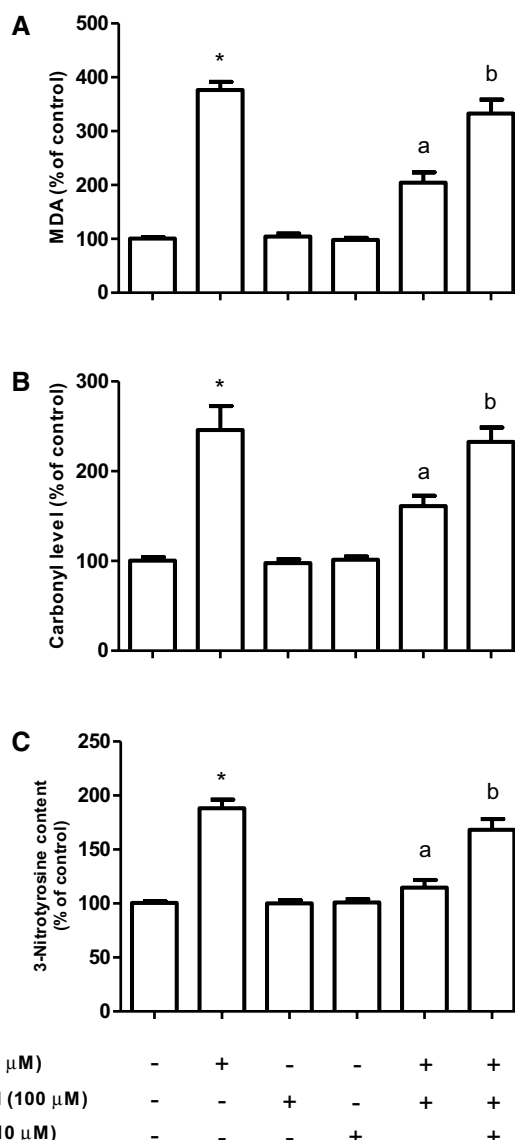 A
500
400
300
200
100
0
MDA (% of control)
*
a
b
B
300
200
100
0
Carbonyl level (% of control)
*
a
b
C
250
200
150
100
50
0
3-Nitrotyrosine content
(% of control)
*
a
b
μM) - + - - + +
(100 μM) - - + - + +
10 μM) - - - + - +